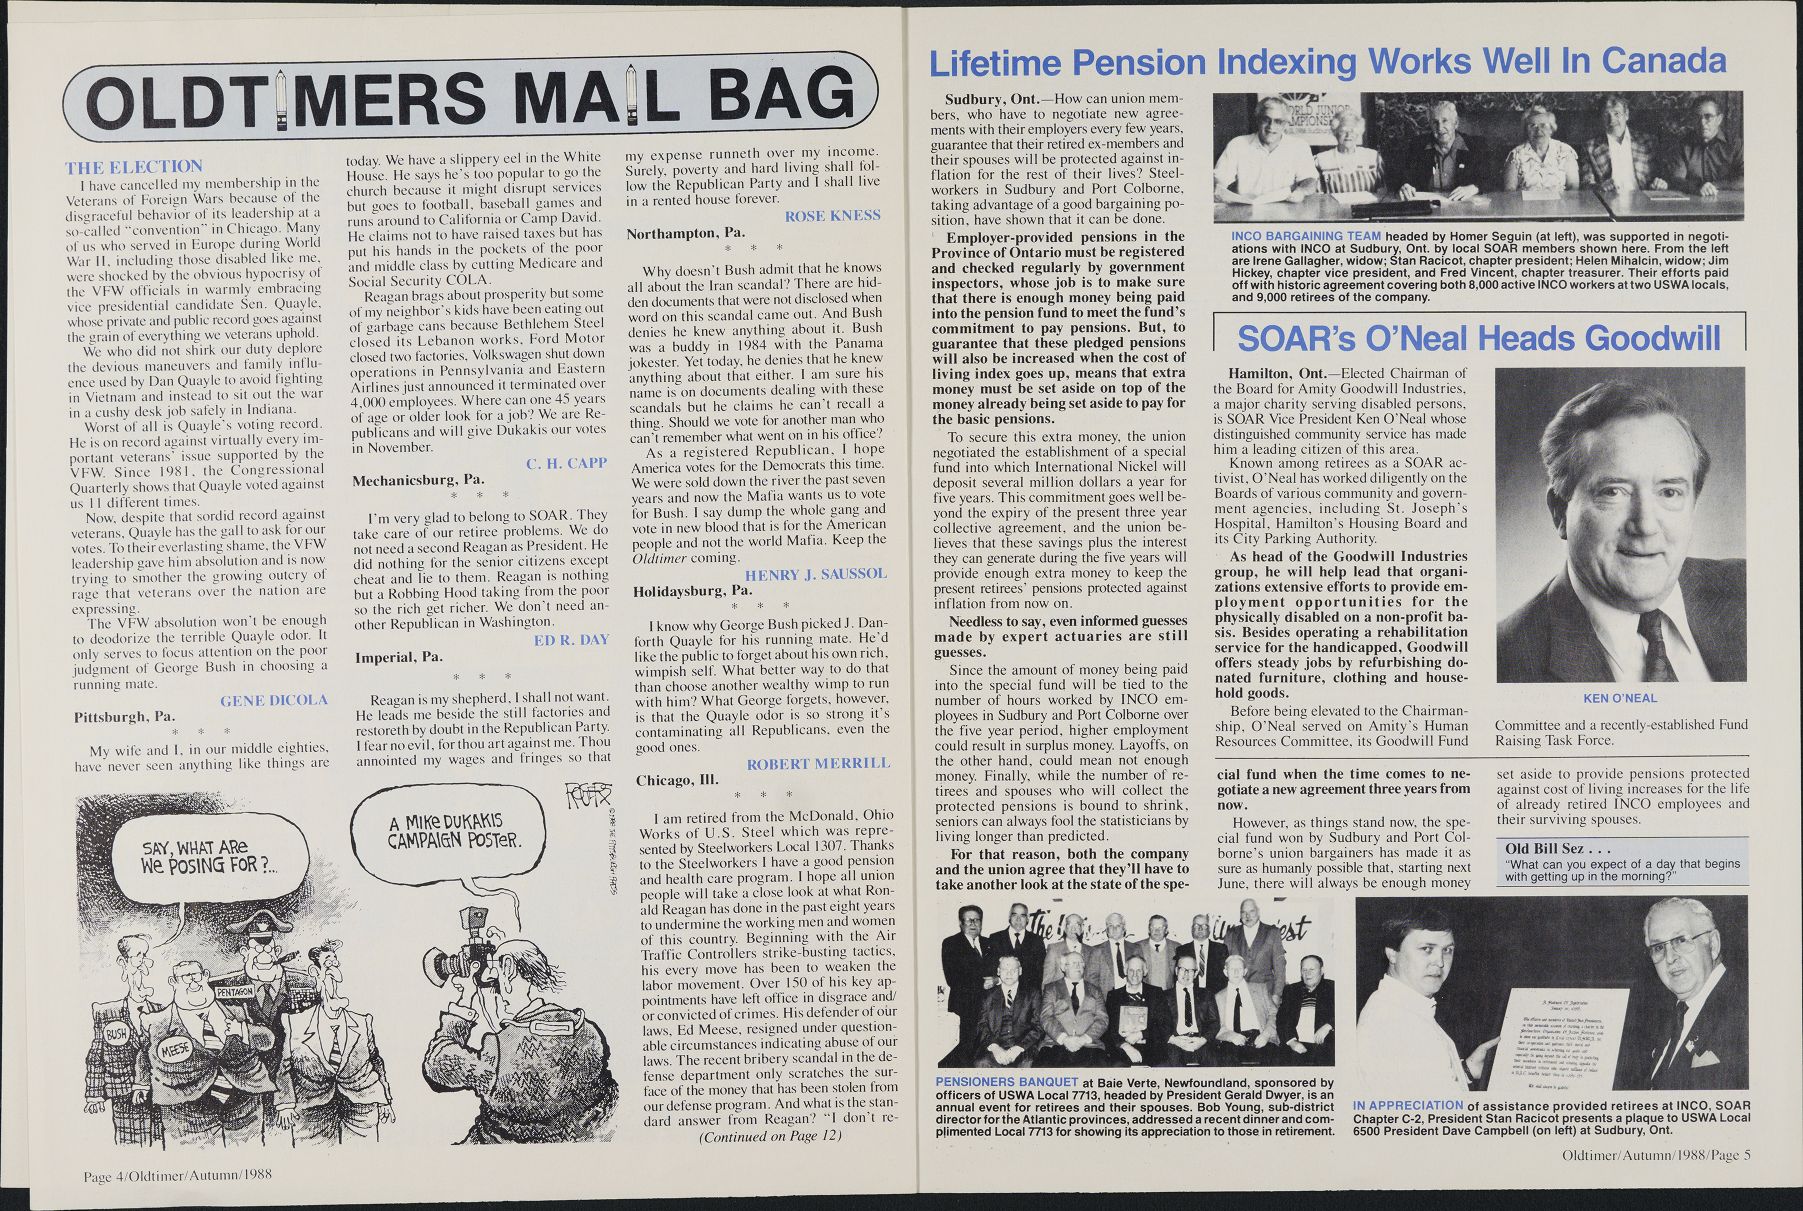 OLDTIMERS MAIL BAG
THE ELECTION
I have cancelled my membership in the
Veterans of Foreign Wars because of the
disgraceful behavior of its leadership at a
so-called "convention" in Chicago. Many
of us who served in Europe during World
War II, including those disabled like me,
were shocked by the obvious hypocrisy of
the VFW officials in warmly embracing
vice presidential candidate Sen. Quayle,
whose private and public record goes against
the grain of everything we veterans uphold.
We who did not shirk our duty deplore
the devious maneuvers and family influ-
ence used by Dan Quayle to avoid fighting
in Vietnam and instead to sit out the war
in a cushy desk job safely in Indiana.
Worst of all is Quayle's voting record.
He is on record against virtually every im-
portant veterans' issue supported by the
VFW. Since 1981, the Congressional
Quarterly shows that Quayle voted against
us 11 different times.
Now, despite that sordid record against
veterans, Quayle has the gall to ask for our
votes. To their everlasting shame, the VFW
leadership gave him absolution and is now
trying to smother the growing outcry of
rage that veterans over the nation are
expressing.
The VFW absolution won't be enough
to deodorize the terrible Quayle odor. It
only serves to focus attention on the poor
judgment of George Bush in choosing a
running mate.
GENE DICOLA
Pittsburgh, Pa.
* * *
My wife and I, in our middle eighties,
have never seen anything like things are
today. We have a slippery eel in the White
House. He says he's too popular to go the
church because it might disrupt services
but goes to football, baseball games and
runs around to California or Camp David.
He claims not to have raised taxes but has
put his hands in the pockets of the poor
and middle class by cutting Medicare and
Social Security COLA.
Reagan brags about prosperity but some
of my neighbor's kids have been eating out
of garbage cans because Bethlehem Steel
closed its Lebanon works, Ford Motor
closed two factories, Volkswagen shut down
operations in Pennsylvania and Eastern
Airlines just announced it terminated over
4,000 employees. Where can one 45 years
of age or older look for a job? We are Re-
publicans and will give Dukakis our votes
in November.
C. H. CAPP
Mechanicsburg, Pa.
* * *
I'm very glad to belong to SOAR. They
take care of our retiree problems. We do
not need a second Reagan as President. He
did nothing for the senior citizens except
cheat and lie to them. Reagan is nothing
but a Robbing Hood taking from the poor
so the rich get richer. We don't need an-
other Republican in Washington.
ED R. DAY
Imperial, Pa.
* * *
Reagan is my shepherd, I shall not want.
He leads me beside the still factories and
restoreth by doubt in the Republican Party.
I fear no evil, for thou art against me. Thou
annointed my wages and fringes so that
my expense runneth over my income.
Surely, poverty and hard living shall fol-
low the Republican Party and I shall live
in a rented house forever.
ROSE KNESS
Northampton, Pa.
* * *
Why doesn't Bush admit that he knows
all about the Iran scandal? There are hid-
den documents that were not disclosed when
word on this scandal came out. And Bush
denies he knew anything about it. Bush
was a buddy in 1984 with the Panama
jokester. Yet today, he denies that he knew
anything about that either. I am sure his
name is on documents dealing with these
scandals but he claims he can't recall a
thing. Should we vote for another man who
can't remember what went on in his office?
As a registered Republican, I hope
America votes for the Democrats this time.
We were sold down the river the past seven
years and now the Mafia wants us to vote
for Bush. I say dump the whole gang and
vote in new blood that is for the American
people and not the world Mafia. Keep the
Oldtimer coming.
HENRY J. SAUSSOL
Holidaysburg, Pa.
* * *
I know why George Bush picked J. Dan-
forth Quayle for his running mate. He'd
like the public to forget about his own rich,
wimpish self. What better way to do that
than choose another wealthy wimp to run
with him? What George forgets, however,
is that the Quayle odor is so strong it's
contaminating all Republicans, even the
good ones.
ROBERT MERRILL
Chicago, Ill.
* * *
I am retired from the McDonald, Ohio
Works of U.S. Steel which was repre-
sented by Steelworkers Local 1307. Thanks
to the Steelworkers I have a good pension
and health care program. I hope all union
people will take a close look at what Ron-
ald Reagan has done in the past eight years
to undermine the working men and women
of this country. Beginning with the Air
Traffic Controllers strike-busting tactics,
his every move has been to weaken the
labor movement. Over 150 of his key ap-
pointments have left office in disgrace and/
or convicted of crimes. His defender of our
laws, Ed Meese, resigned under question-
able circumstances indicating abuse of our
laws. The recent bribery scandal in the de-
fense department only scratches the sur-
face of the money that has been stolen from
our defense program. And what is the stan-
dard answer from Reagan? "I don't re-
(Continued on Page 12)
SAY, WHAT ARE
WE POSING FOR?...
A MIKE DUKAKIS
CAMPAIGN POSTER.
PENTAGON
BUSH
MEESE
Page 4/Oldtimer/Autumn/1988
Lifetime Pension Indexing Works Well In Canada
Sudbury, Ont.—How can union mem-
bers, who have to negotiate new agree-
ments with their employers every few years,
guarantee that their retired ex-members and
their spouses will be protected against in-
flation for the rest of their lives? Steel-
workers in Sudbury and Port Colborne,
taking advantage of a good bargaining po-
sition, have shown that it can be done.
Employer-provided pensions in the
Province of Ontario must be registered
and checked regularly by government
inspectors, whose job is to make sure
that there is enough money being paid
into the pension fund to meet the fund's
commitment to pay pensions. But, to
guarantee that these pledged pensions
will also be increased when the cost of
living index goes up, means that extra
money must be set aside on top of the
money already being set aside to pay for
the basic pensions.
To secure this extra money, the union
negotiated the establishment of a special
fund into which International Nickel will
deposit several million dollars a year for
five years. This commitment goes well be-
yond the expiry of the present three year
collective agreement, and the union be-
lieves that these savings plus the interest
they can generate during the five years will
provide enough extra money to keep the
present retirees' pensions protected against
inflation from now on.
Needless to say, even informed guesses
made by expert actuaries are still
guesses.
Since the amount of money being paid
into the special fund will be tied to the
number of hours worked by INCO em-
ployees in Sudbury and Port Colborne over
the five year period, higher employment
could result in surplus money. Layoffs, on
the other hand, could mean not enough
money. Finally, while the number of re-
tirees and spouses who will collect the
protected pensions is bound to shrink,
seniors can always fool the statisticians by
living longer than predicted.
For that reason, both the company
and the union agree that they'll have to
take another look at the state of the spe-
cial fund when the time comes to ne-
gotiate a new agreement three years from
now.
However, as things stand now, the spe-
cial fund won by Sudbury and Port Col-
borne's union bargainers has made it as
sure as humanly possible that, starting next
June, there will always be enough money
set aside to provide pensions protected
against cost of living increases for the life
of already retired INCO employees and
their surviving spouses.
INCO BARGAINING TEAM headed by Homer Seguin (at left), was supported in negoti-
ations with INCO at Sudbury, Ont. by local SOAR members shown here. From the left
are Irene Gallagher, widow; Stan Racicot, chapter president; Helen Mihalcin, widow; Jim
Hickey, chapter vice president, and Fred Vincent, chapter treasurer. Their efforts paid
off with historic agreement covering both 8,000 active INCO workers at two USWA locals,
and 9,000 retirees of the company.
SOAR's O'Neal Heads Goodwill
Hamilton, Ont.—Elected Chairman of
the Board for Amity Goodwill Industries,
a major charity serving disabled persons,
is SOAR Vice President Ken O'Neal whose
distinguished community service has made
him a leading citizen of this area.
Known among retirees as a SOAR ac-
tivist, O'Neal has worked diligently on the
Boards of various community and govern-
ment agencies, including St. Joseph's
Hospital, Hamilton's Housing Board and
its City Parking Authority.
As head of the Goodwill Industries
group, he will help lead that organi-
zations extensive efforts to provide em-
ployment opportunities for the
physically disabled on a non-profit ba-
sis. Besides operating a rehabilitation
service for the handicapped, Goodwill
offers steady jobs by refurbishing do-
nated furniture, clothing and house-
hold goods.
Before being elevated to the Chairman-
ship, O'Neal served on Amity's Human
Resources Committee, its Goodwill Fund
KEN O'NEAL
Committee and a recently-established Fund
Raising Task Force.
Old Bill Sez . . .
"What can you expect of a day that begins
with getting up in the morning?"
PENSIONERS BANQUET at Baie Verte, Newfoundland, sponsored by
officers of USWA Local 7713, headed by President Gerald Dwyer, is an
annual event for retirees and their spouses. Bob Young, sub-district
director for the Atlantic provinces, addressed a recent dinner and com-
plimented Local 7713 for showing its appreciation to those in retirement.
IN APPRECIATION of assistance provided retirees at INCO, SOAR
Chapter C-2, President Stan Racicot presents a plaque to USWA Local
6500 President Dave Campbell (on left) at Sudbury, Ont.
Oldtimer/Autumn/1988/Page 5